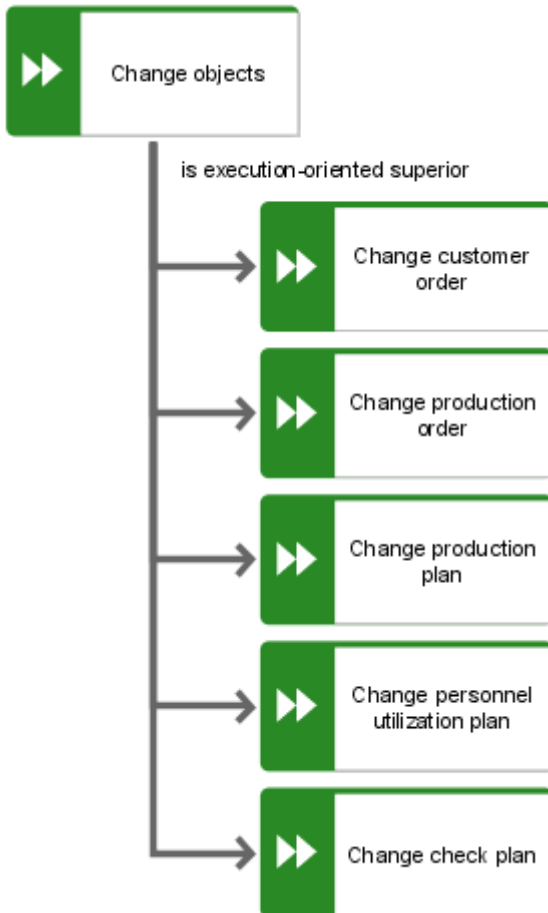 Change objects
is execution-oriented superior
Change customer
order
Change production
order
Change production
plan
Change personnel
utilization plan
Change check plan